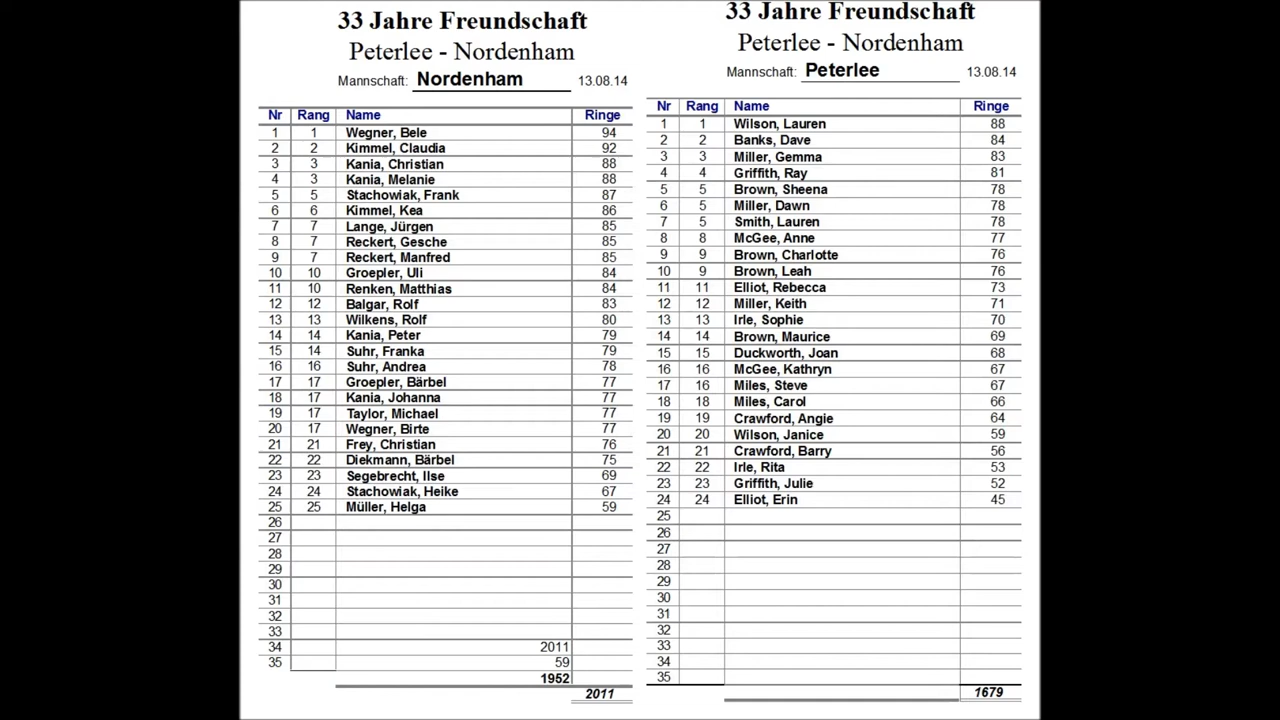 33 Jahre Freundschaft
Peterlee - Nordenham
Mannschaft: Nordenham 13.08.14
Nr Rang Name Ringe
1 1 Wegner, Bele 94
2 2 Kimmel, Claudia 92
3 3 Kania, Christian 88
4 3 Kania, Melanie 88
5 5 Stachowiak, Frank 87
6 6 Kimmel, Kea 86
7 7 Lange, Jürgen 85
8 7 Reckert, Gesche 85
9 7 Reckert, Manfred 85
10 10 Groepler, Uli 84
11 10 Renken, Matthias 84
12 12 Balgar, Rolf 83
13 13 Wilkens, Rolf 80
14 14 Kania, Peter 79
15 14 Suhr, Franka 79
16 16 Suhr, Andrea 78
17 17 Groepler, Bärbel 77
18 17 Kania, Johanna 77
19 17 Taylor, Michael 77
20 17 Wegner, Birte 77
21 21 Frey, Christian 76
22 22 Diekmann, Bärbel 75
23 23 Segebrecht, Ilse 69
24 24 Stachowiak, Heike 67
25 25 Müller, Helga 59
26
27
28
29
30
31
32
33
34 2011
35 59
1952
2011
33 Jahre Freundschaft
Peterlee - Nordenham
Mannschaft: Peterlee 13.08.14
Nr Rang Name Ringe
1 1 Wilson, Lauren 88
2 2 Banks, Dave 84
3 3 Miller, Gemma 83
4 4 Griffith, Ray 81
5 5 Brown, Sheena 78
6 5 Miller, Dawn 78
7 5 Smith, Lauren 78
8 8 McGee, Anne 77
9 9 Brown, Charlotte 76
10 9 Brown, Leah 76
11 11 Elliot, Rebecca 73
12 12 Miller, Keith 71
13 13 Irle, Sophie 70
14 14 Brown, Maurice 69
15 15 Duckworth, Joan 68
16 16 McGee, Kathryn 67
17 16 Miles, Steve 67
18 18 Miles, Carol 66
19 19 Crawford, Angie 64
20 20 Wilson, Janice 59
21 21 Crawford, Barry 56
22 22 Irle, Rita 53
23 23 Griffith, Julie 52
24 24 Elliot, Erin 45
25
26
27
28
29
30
31
32
33
34
35
1679